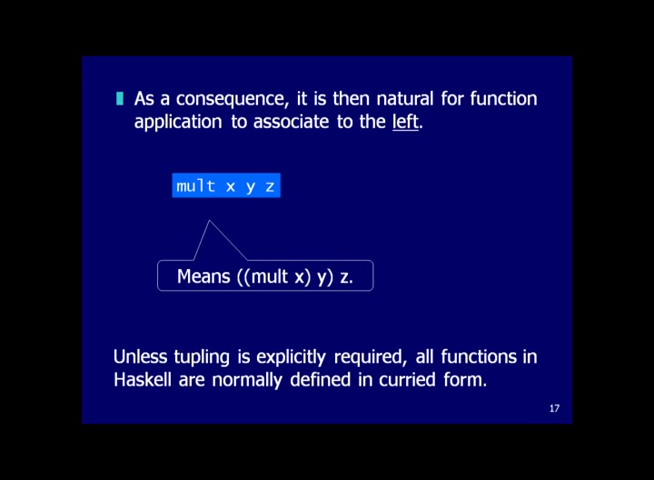 As a consequence, it is then natural for function
application to associate to the left.
mult x y z
Means ((mult x) y) z.
Unless tupling is explicitly required, all functions in
Haskell are normally defined in curried form.
17